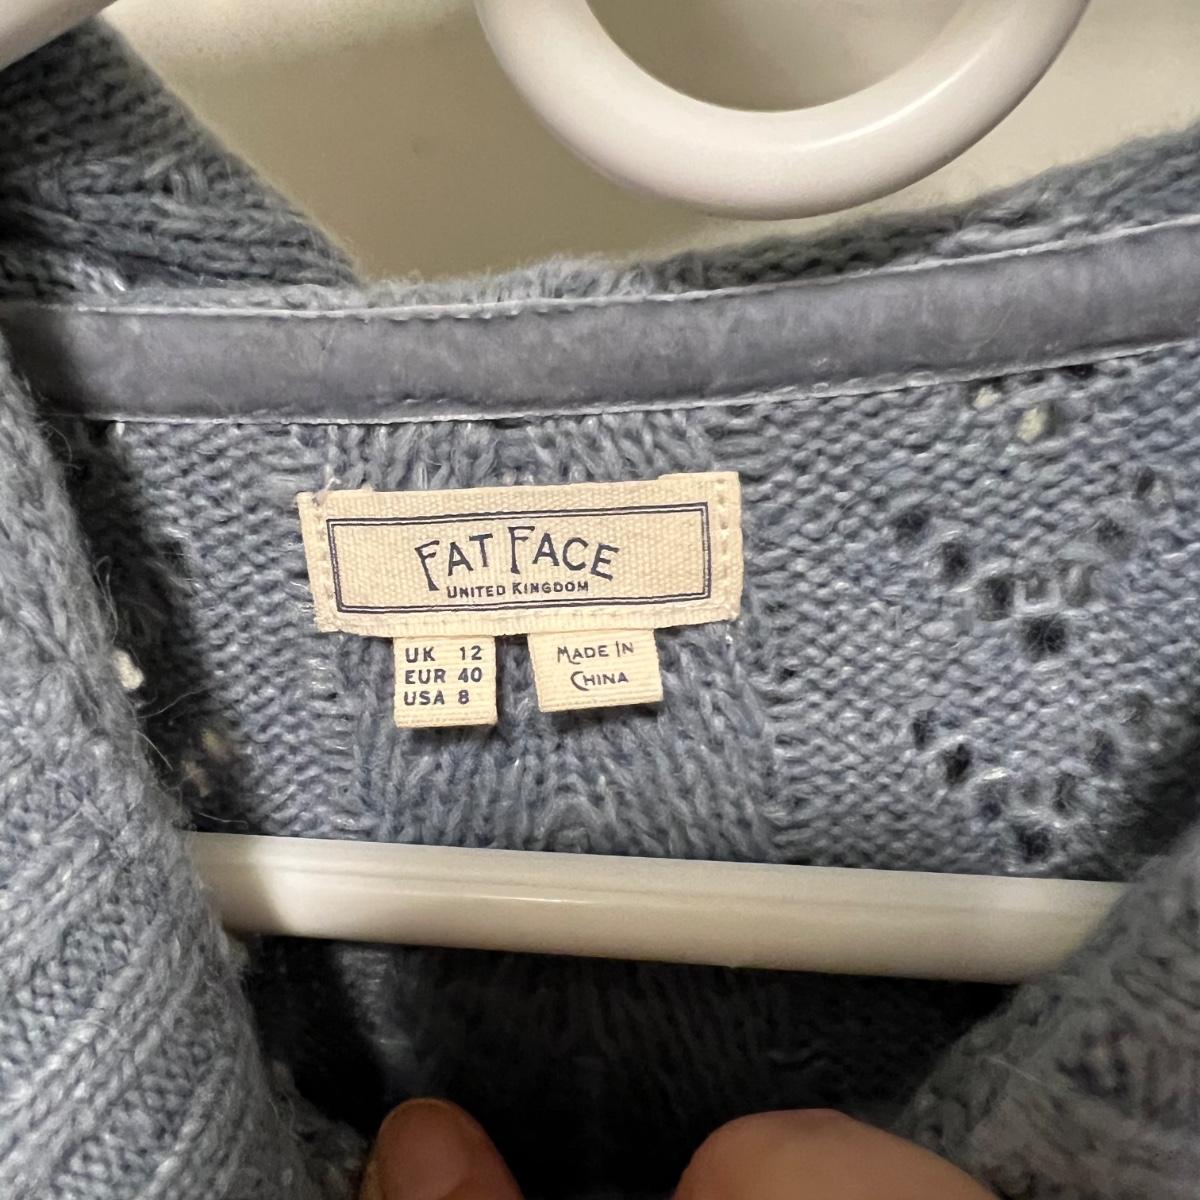 FAT FACE
UNITED KINGDOM
UK 12
EUR 40
USA 8
MADE IN
CHINA